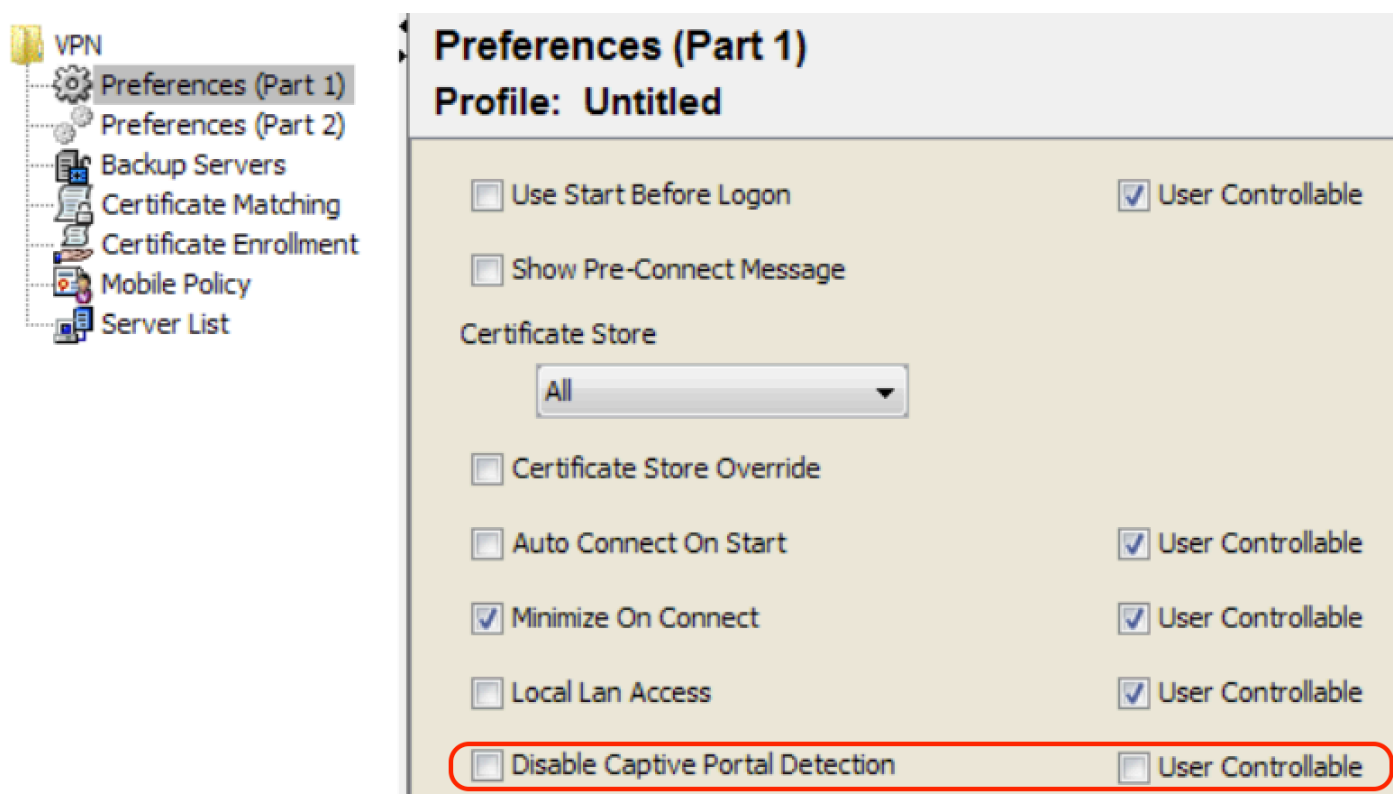 VPN
Preferences (Part 1)
Preferences (Part 2)
Backup Servers
Certificate Matching
Certificate Enrollment
Mobile Policy
Server List
Preferences (Part 1)
Profile: Untitled
Use Start Before Logon User Controllable
Show Pre-Connect Message
Certificate Store
All
Certificate Store Override
Auto Connect On Start User Controllable
Minimize On Connect User Controllable
Local Lan Access User Controllable
Disable Captive Portal Detection User Controllable